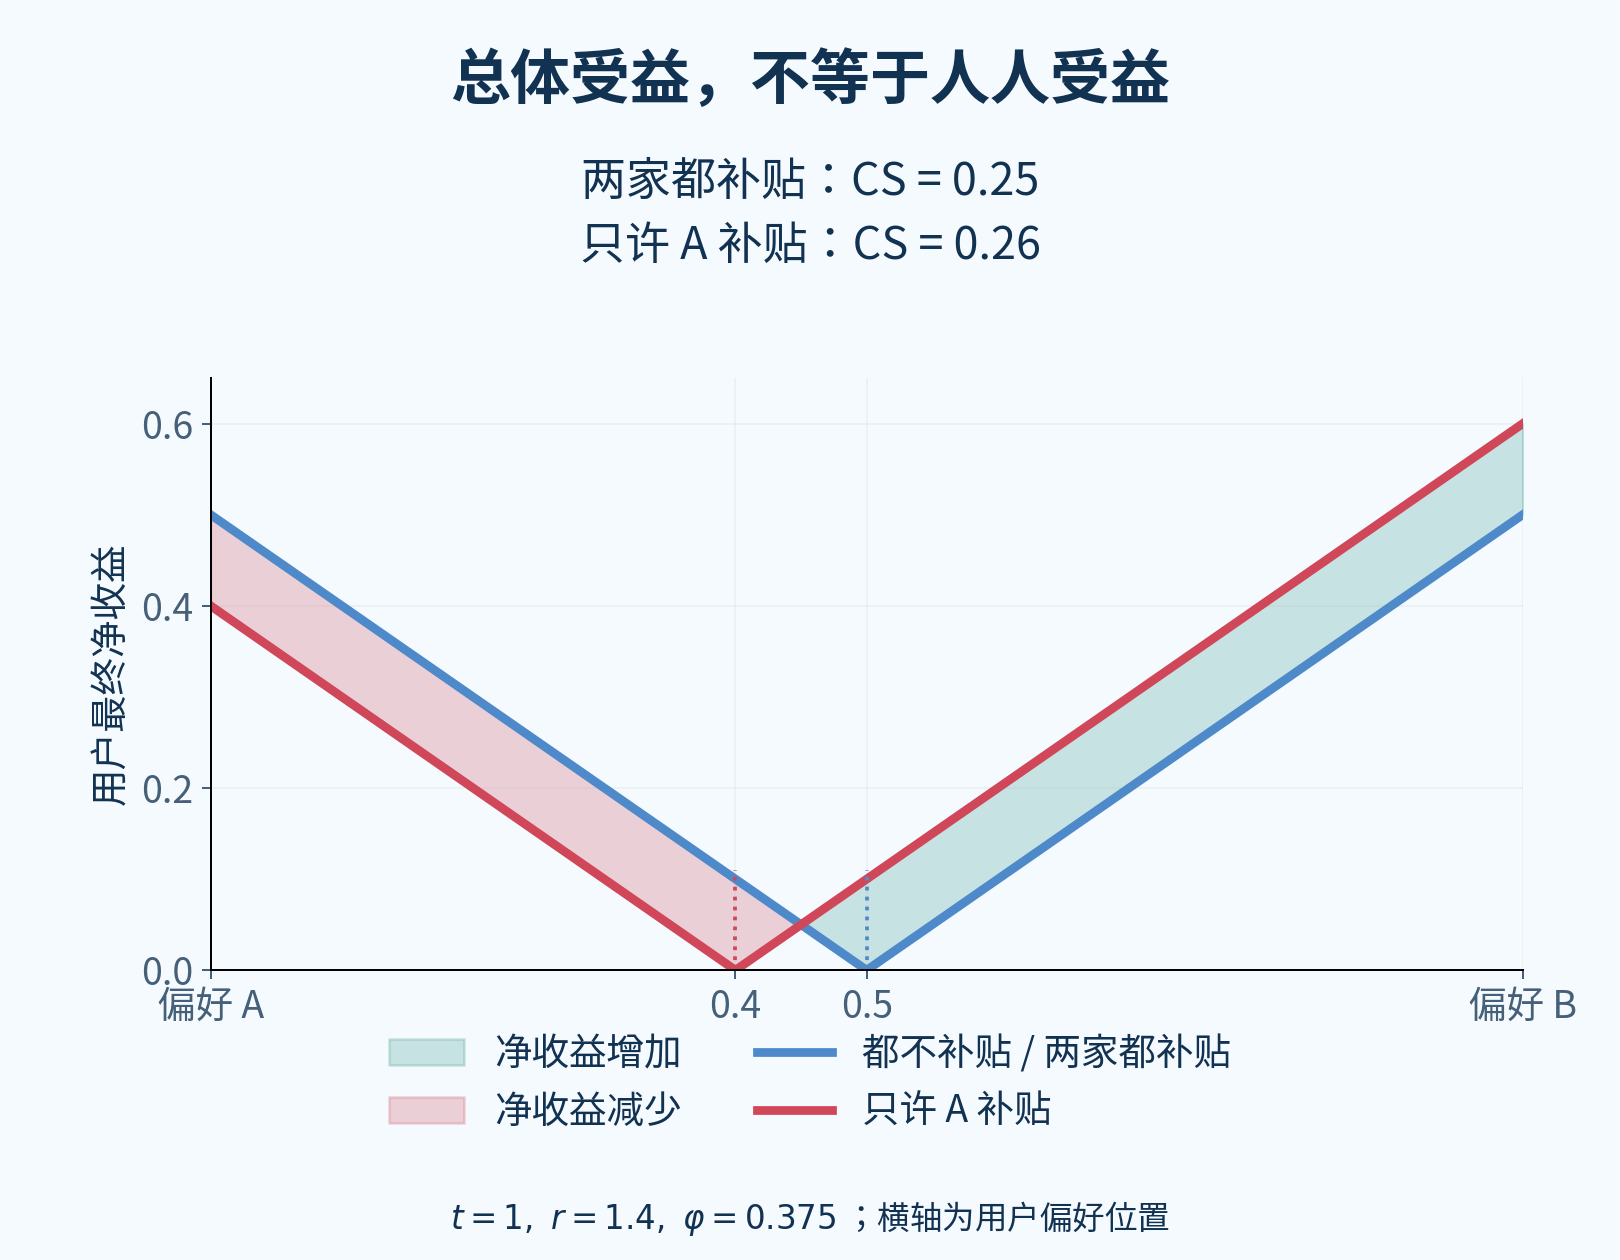 总体受益，不等于人人受益
两家都补贴：CS = 0.25
只许 A 补贴：CS = 0.26
用户最终净收益
0.6
0.4
0.2
0.0
偏好 A
0.4
0.5
偏好 B
净收益增加
都不补贴 / 两家都补贴
净收益减少
只许 A 补贴
t = 1, r = 1.4, φ = 0.375 ；横轴为用户偏好位置